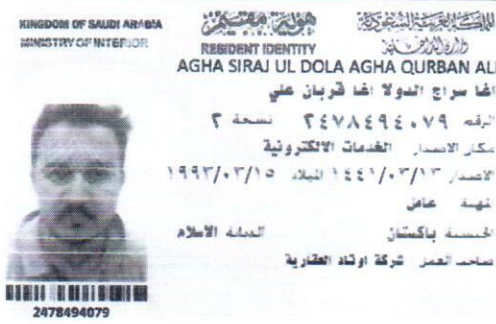 KINGDOM OF SAUDI ARABIA
MINISTRY OF INTERIOR
هوية مقيم
RESIDENT IDENTITY
المملكة العربية السعودية
وزارة الداخلية
AGHA SIRAJ UL DOLA AGHA QURBAN ALI
اغا سراج الدولا اغا قربان علي
الرقم ٢٤٧٨٤٩٤٠٧٩ نسخة ٢
مكان الاصدار الخدمات الالكترونية
الاصدار ١٤٤١/٠٣/١٣ الميلاد ١٩٩٣/٠٣/١٥
المهنة عامل
الجنسية باكستان الديانة الاسلام
صاحب العمل شركة اوتاد العقارية
2478494079